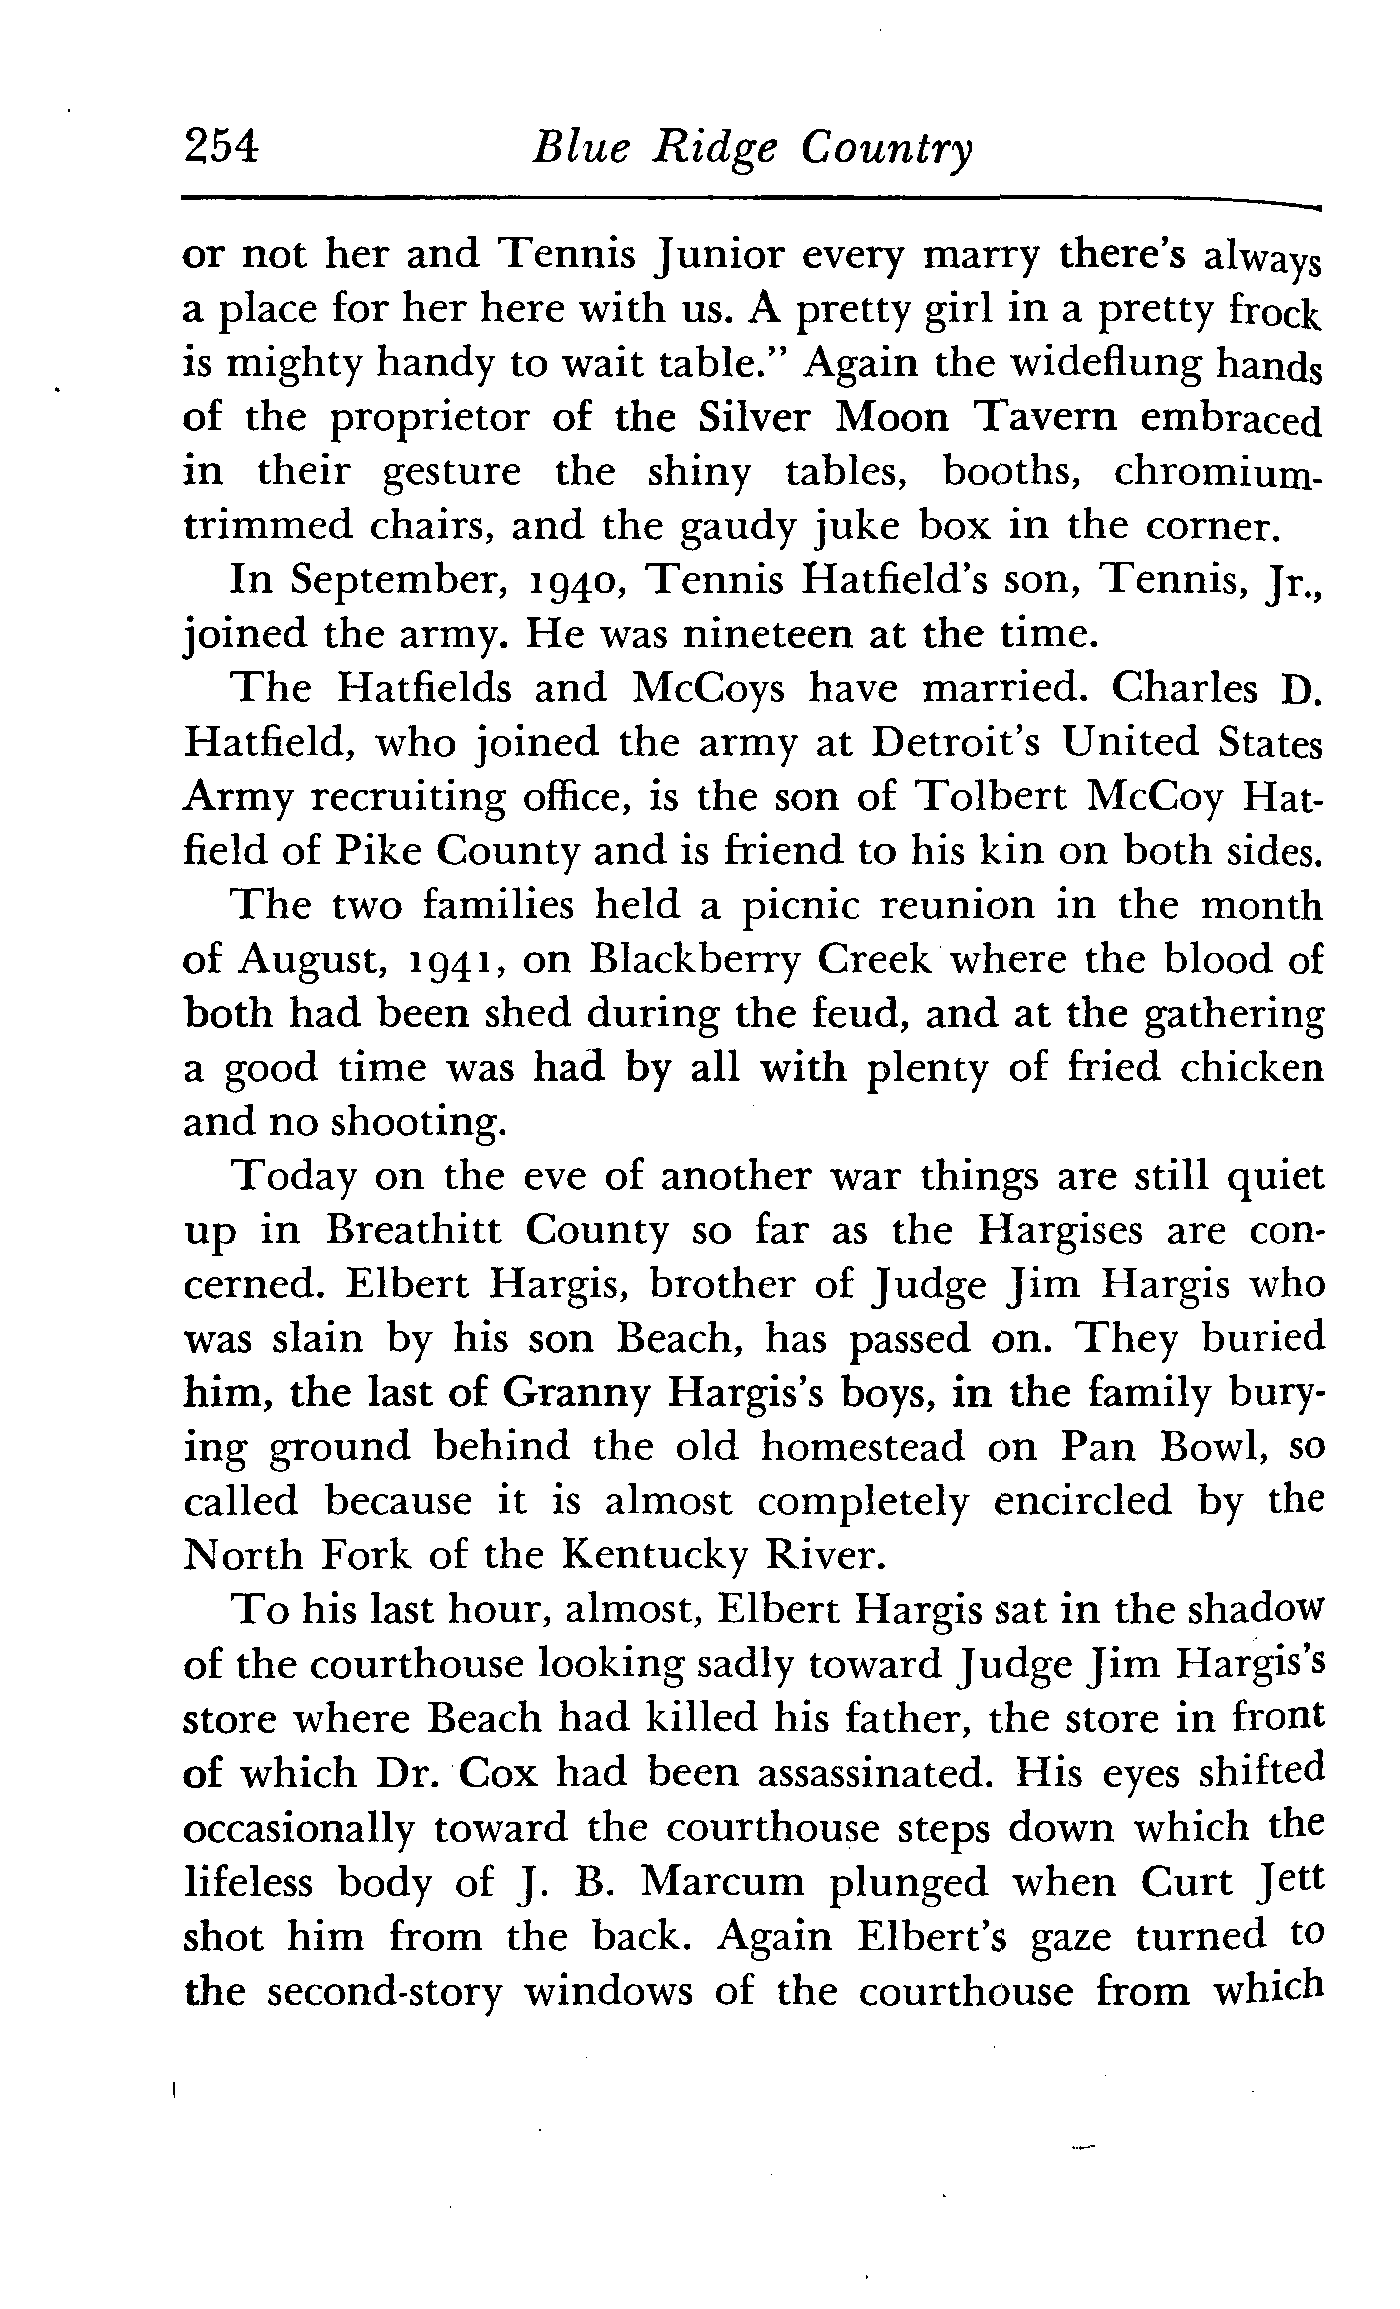 254 Blue Ridge Country
or not her and Tennis Junior every marry there's always
a place for her here with us. A pretty girl in a pretty frock
is mighty handy to wait table." Again the wideflung hands
of the proprietor of the Silver Moon Tavern embraced
in their gesture the shiny tables, booths, chromium-
trimmed chairs, and the gaudy juke box in the corner.
In September, 1940, Tennis Hatfield's son, Tennis, Jr.,
joined the army. He was nineteen at the time.
The Hatfields and McCoys have married. Charles D.
Hatfield, who joined the army at Detroit's United States
Army recruiting office, is the son of Tolbert McCoy Hat-
field of Pike County and is friend to his kin on both sides.
The two families held a picnic reunion in the month
of August, 1941, on Blackberry Creek where the blood of
both had been shed during the feud, and at the gathering
a good time was had by all with plenty of fried chicken
and no shooting.
Today on the eve of another war things are still quiet
up in Breathitt County so far as the Hargises are con-
cerned. Elbert Hargis, brother of Judge Jim Hargis who
was slain by his son Beach, has passed on. They buried
him, the last of Granny Hargis's boys, in the family bury-
ing ground behind the old homestead on Pan Bowl, so
called because it is almost completely encircled by the
North Fork of the Kentucky River.
To his last hour, almost, Elbert Hargis sat in the shadow
of the courthouse looking sadly toward Judge Jim Hargis's
store where Beach had killed his father, the store in front
of which Dr. Cox had been assassinated. His eyes shifted
occasionally toward the courthouse steps down which the
lifeless body of J. B. Marcum plunged when Curt Jett
shot him from the back. Again Elbert's gaze turned to
the second-story windows of the courthouse from which